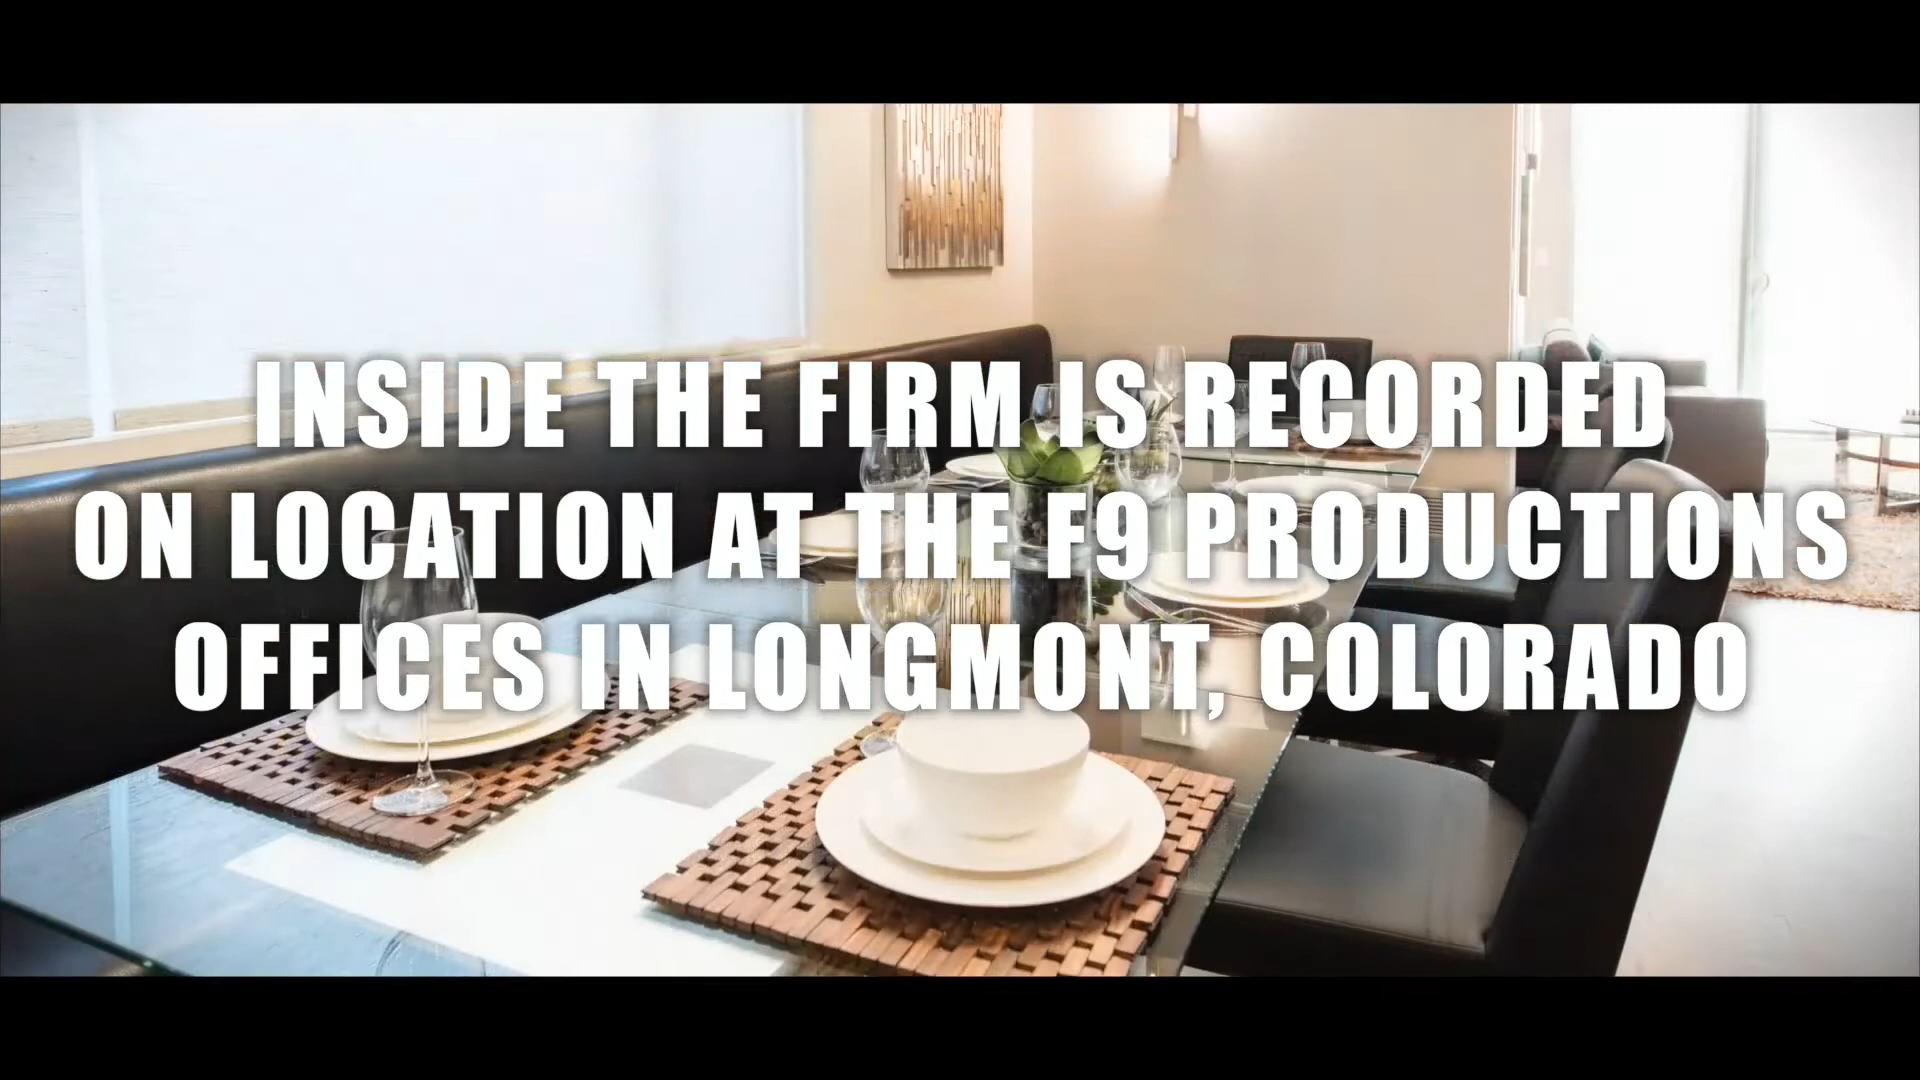 INSIDE THE FIRM IS RECORDED
ON LOCATION AT THE F9 PRODUCTIONS
OFFICES IN LONGMONT, COLORADO